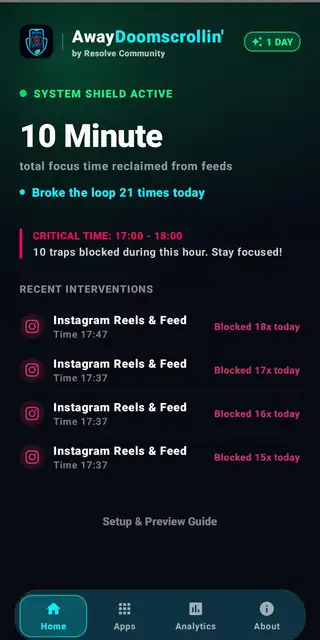 AwayDoomscrollin'
by Resolve Community
1 DAY
SYSTEM SHIELD ACTIVE
10 Minute
total focus time reclaimed from feeds
Broke the loop 21 times today
CRITICAL TIME: 17:00 - 18:00
10 traps blocked during this hour. Stay focused!
RECENT INTERVENTIONS
Instagram Reels & Feed
Blocked 18x today
Time 17:47
Instagram Reels & Feed
Blocked 17x today
Time 17:37
Instagram Reels & Feed
Blocked 16x today
Time 17:37
Instagram Reels & Feed
Blocked 15x today
Time 17:37
Setup & Preview Guide
Home Apps Analytics About